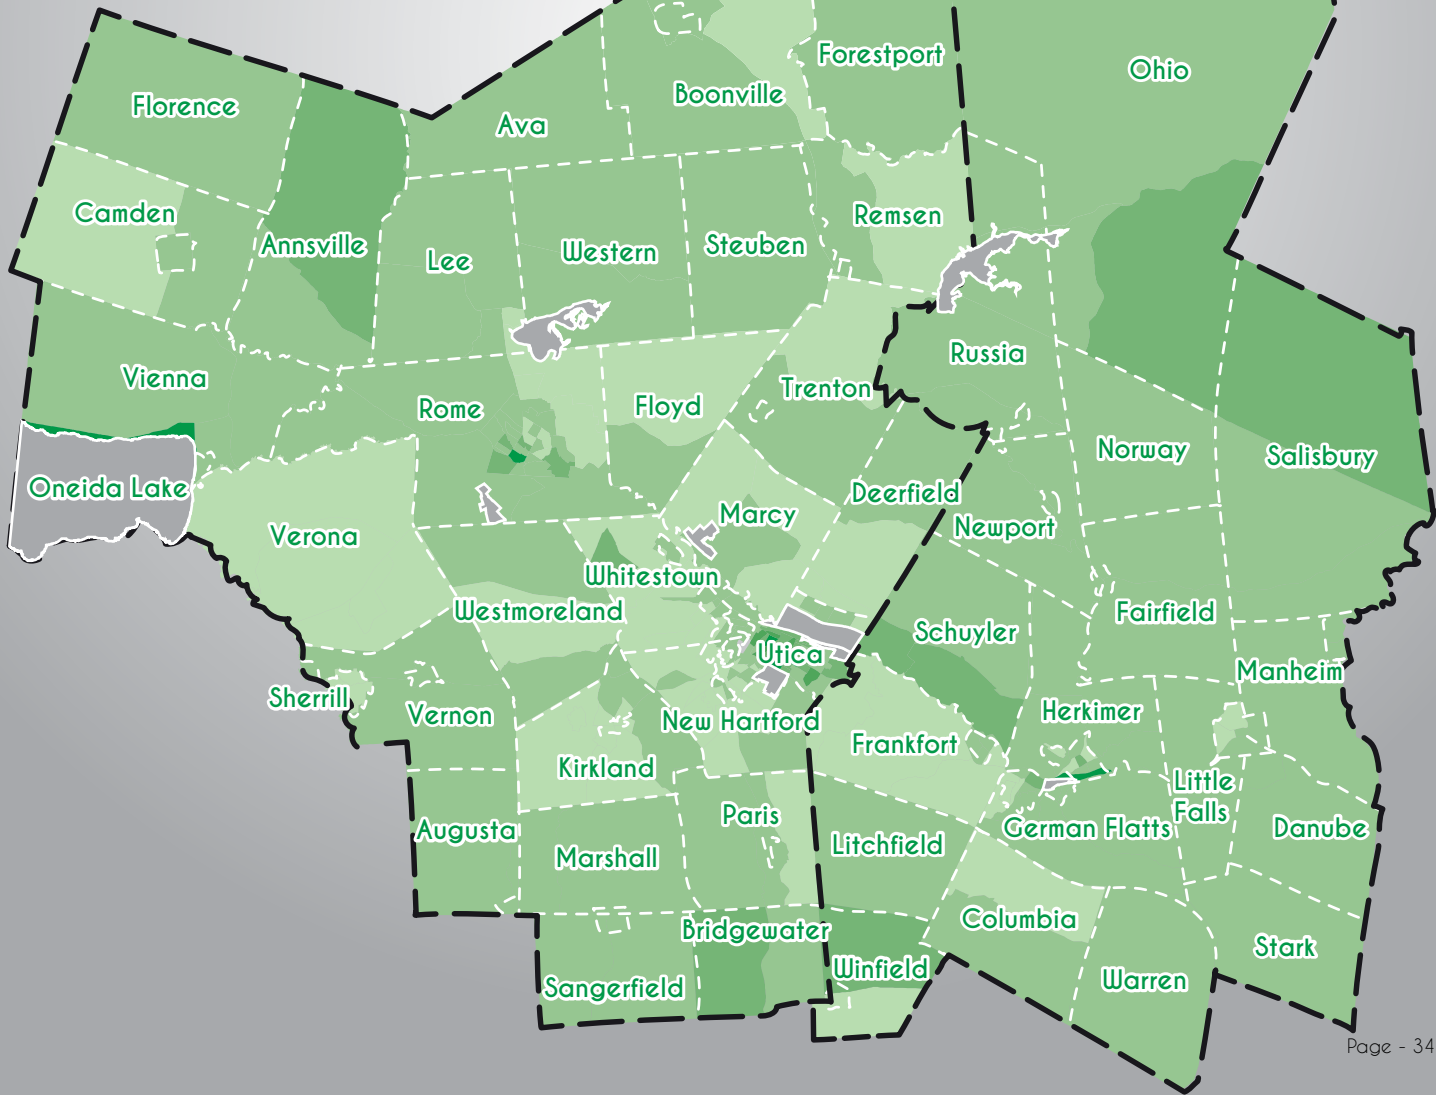 Forestport
Ohio
Boonville
Florence
Ava
Camden
Remsen
Annsville
Lee
Western
Steuben
Russia
Vienna
Trenton
Rome
Floyd
Norway
Salisbury
Oneida Lake
Deerfield
Marcy
Newport
Verona
Whitestown
Westmoreland
Fairfield
Schuyler
Utica
Manheim
Sherrill
Vernon
New Hartford
Herkimer
Frankfort
Kirkland
Little
Falls
Paris
Augusta
German Flatts
Danube
Litchfield
Marshall
Columbia
Bridgewater
Stark
Winfield
Warren
Sangerfield
Page - 34